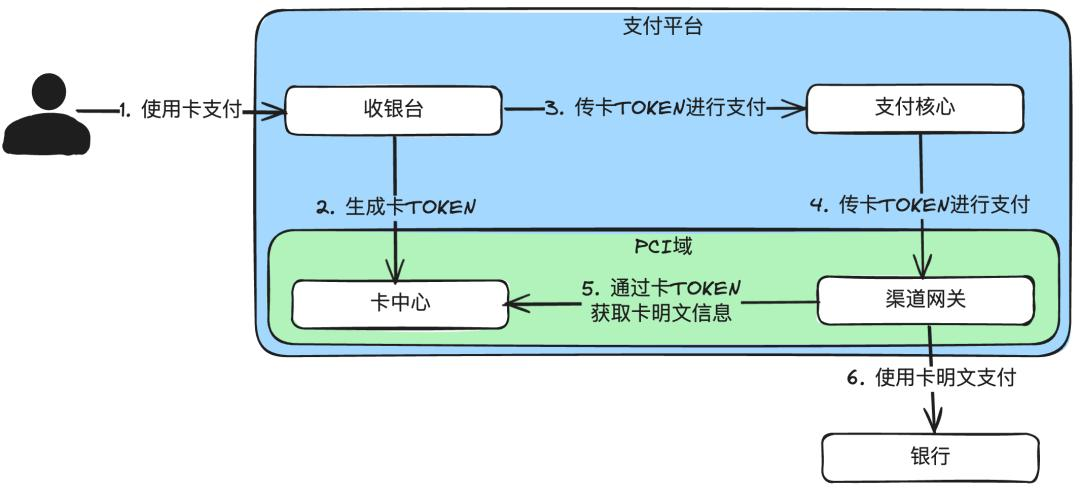 支付平台
1. 使用卡支付
收银台
3. 传卡TOKEN进行支付
支付核心
2. 生成卡TOKEN
4. 传卡TOKEN进行支付
PCI域
卡中心
5. 通过卡TOKEN
获取卡明文信息
渠道网关
6. 使用卡明文支付
银行